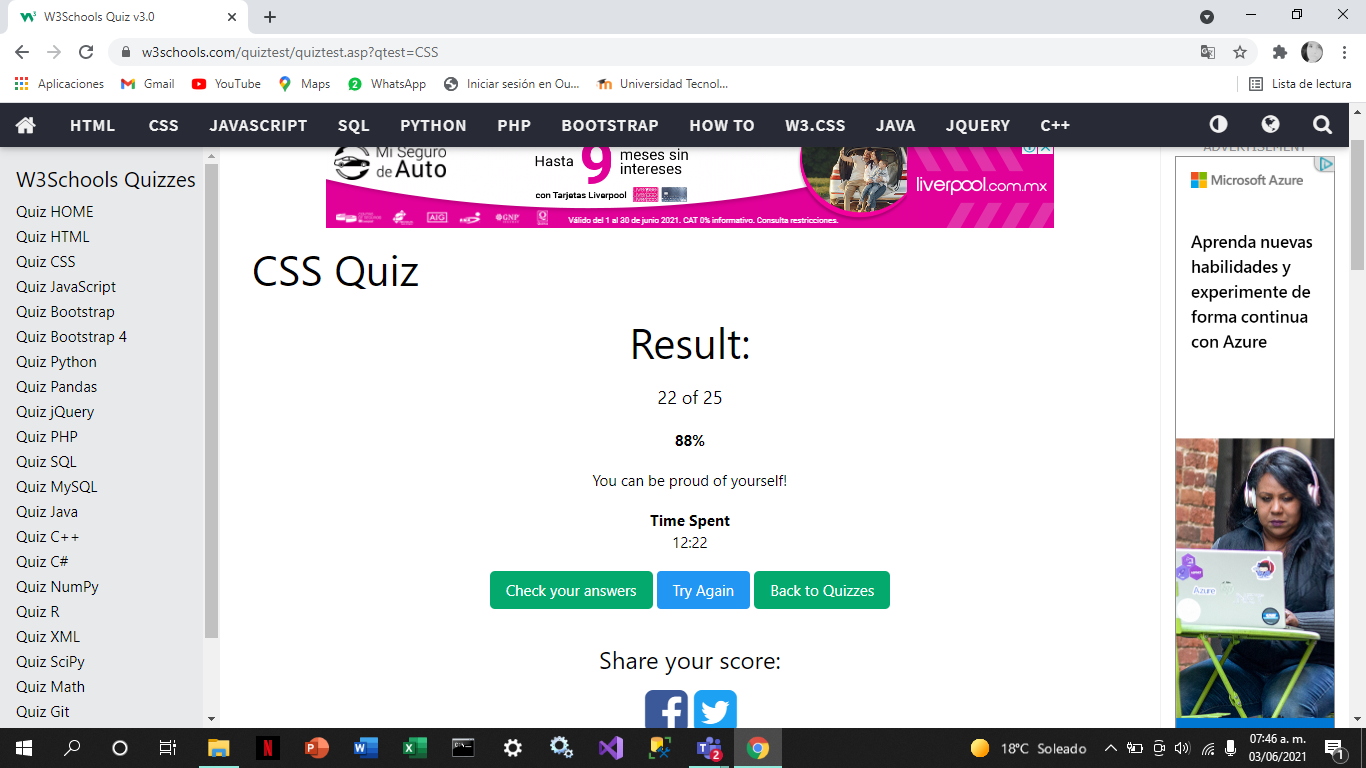 W3Schools Quiz v3.0
w3schools.com/quiztest/quiztest.asp?qtest=CSS
Aplicaciones
Gmail
YouTube
Maps
2
WhatsApp
Iniciar sesión en Ou...
Universidad Tecnol...
Lista de lectura
HTML CSS JAVASCRIPT SQL PYTHON PHP BOOTSTRAP HOW TO W3.CSS JAVA JQUERY C++
W3Schools Quizzes
Quiz HOME
Quiz HTML
Quiz CSS
Quiz JavaScript
Quiz Bootstrap
Quiz Bootstrap 4
Quiz Python
Quiz Pandas
Quiz jQuery
Quiz PHP
Quiz SQL
Quiz MySQL
Quiz Java
Quiz C++
Quiz C#
Quiz NumPy
Quiz R
Quiz XML
Quiz SciPy
Quiz Math
Quiz Git
Mi Seguro
de Auto
Hasta 9 meses sin
intereses
con Tarjetas Liverpool
liverpool.com.mx
AIG
GNP
Válido del 1 al 30 de junio 2021. CAT 0% informativo. Consulta restricciones.
CSS Quiz
Result:
22 of 25
88%
You can be proud of yourself!
Time Spent
12:22
Check your answers
Try Again
Back to Quizzes
Share your score:
ADVERTISEMENT
Microsoft Azure
Aprenda nuevas
habilidades y
experimente de
forma continua
con Azure
Azure
18°C Soleado
07:46 a. m.
03/06/2021
2
1